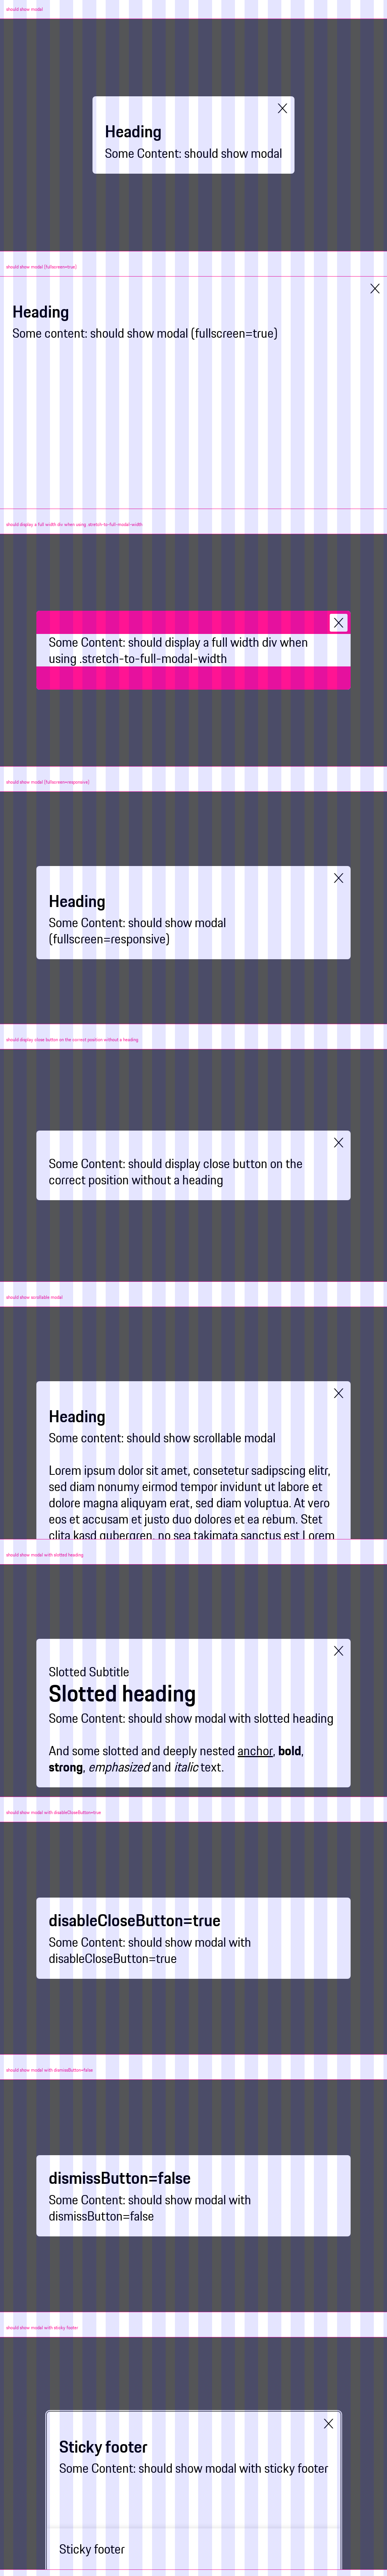 should show modal
Heading
Some Content: should show modal
should show modal (fullscreen=true)
Heading
Some content: should show modal (fullscreen=true)
should display a full width div when using .stretch-to-full-modal-width
Some Content: should display a full width div when
using .stretch-to-full-modal-width
should show modal (fullscreen=responsive)
Heading
Some Content: should show modal
(fullscreen=responsive)
should display close button on the correct position without a heading
Some Content: should display close button on the
correct position without a heading
should show scrollable modal
Heading
Some content: should show scrollable modal
Lorem ipsum dolor sit amet, consetetur sadipscing elitr,
sed diam nonumy eirmod tempor invidunt ut labore et
dolore magna aliquyam erat, sed diam voluptua. At vero
eos et accusam et justo duo dolores et ea rebum. Stet
clita kasd gubergren, no sea takimata sanctus est Lorem
should show modal with slotted heading
Slotted Subtitle
Slotted heading
Some Content: should show modal with slotted heading
And some slotted and deeply nested anchor, bold,
strong, emphasized and italic text.
should show modal with disableCloseButton=true
disableCloseButton=true
Some Content: should show modal with
disableCloseButton=true
should show modal with dismissButton=false
dismissButton=false
Some Content: should show modal with
dismissButton=false
should show modal with sticky footer
Sticky footer
Some Content: should show modal with sticky footer
Sticky footer